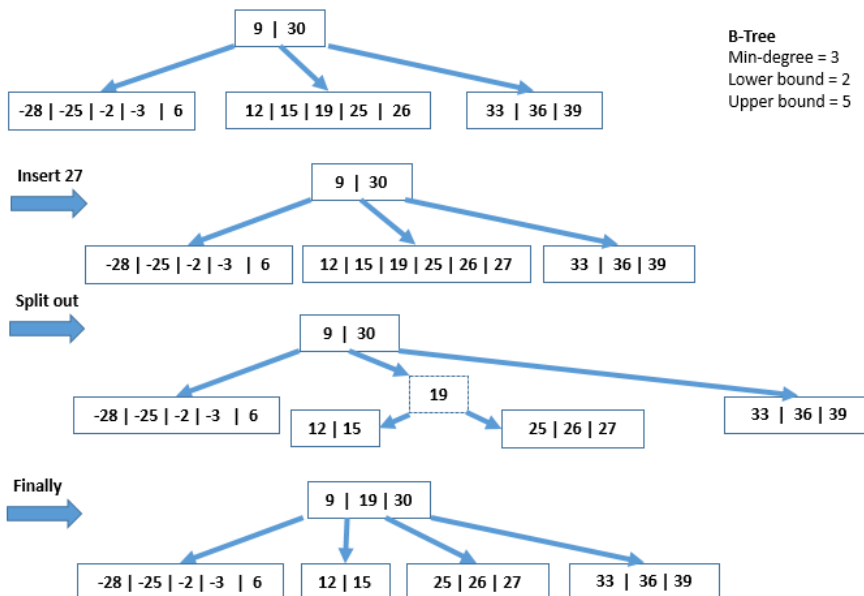 9 | 30
B-Tree
Min-degree = 3
Lower bound = 2
Upper bound = 5
-28 | -25 | -2 | -3 | 6
12 | 15 | 19 | 25 | 26
33 | 36 | 39
Insert 27
9 | 30
-28 | -25 | -2 | -3 | 6
12 | 15 | 19 | 25 | 26 | 27
33 | 36 | 39
Split out
9 | 30
19
-28 | -25 | -2 | -3 | 6
12 | 15
25 | 26 | 27
33 | 36 | 39
Finally
9 | 19 | 30
-28 | -25 | -2 | -3 | 6
12 | 15
25 | 26 | 27
33 | 36 | 39